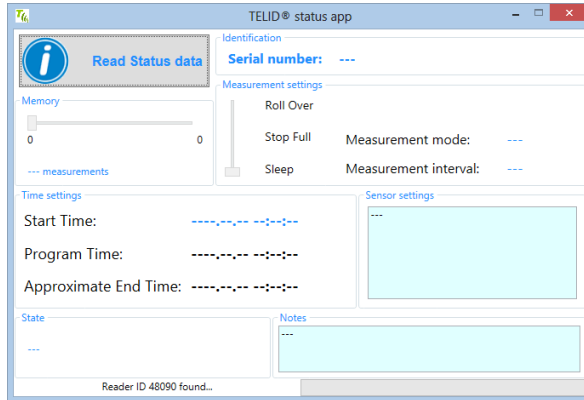 TELID® status app
Read Status data
Identification
Serial number: ---
Measurement settings
Roll Over
Stop Full
Measurement mode: ---
Sleep
Measurement interval: ---
Memory
0 0
--- measurements
Time settings
Start Time: ----.--.-- --:--:--
Program Time: ----.--.-- --:--:--
Approximate End Time: ----.--.-- --:--:--
Sensor settings
---
State
---
Notes
---
Reader ID 48090 found...